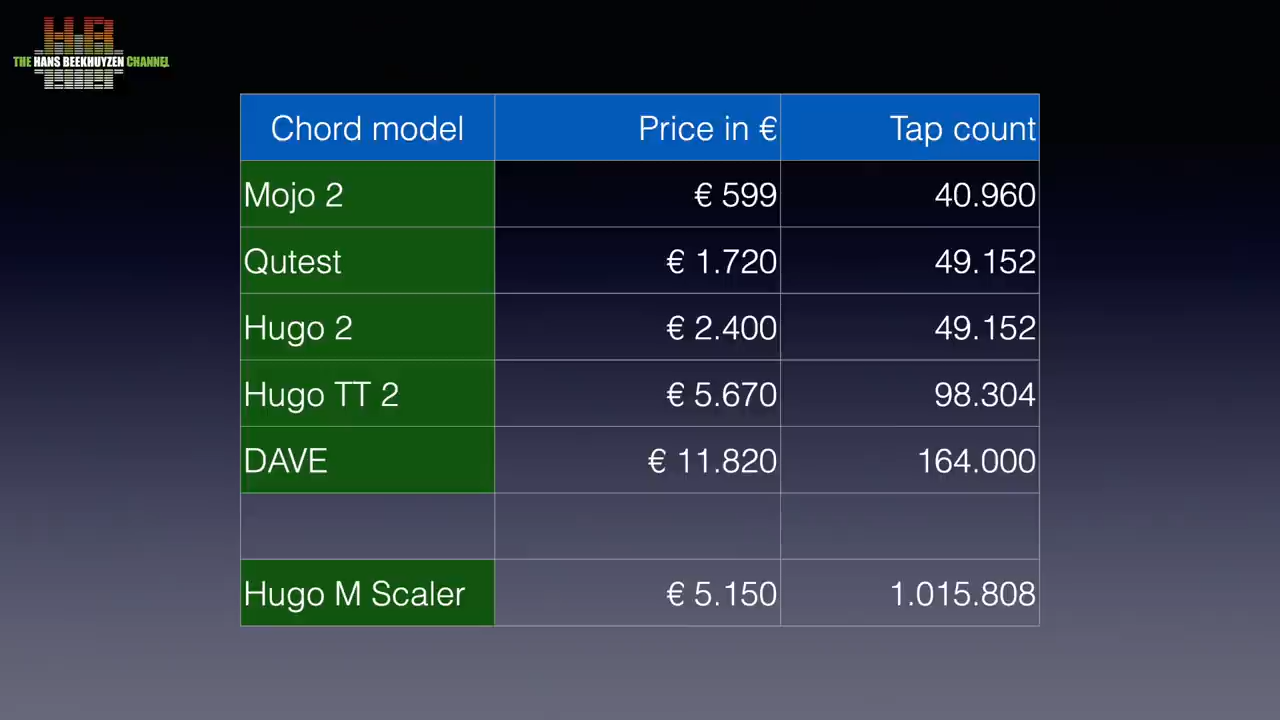 THE HANS BEEKHUYZEN CHANNEL
Chord model Price in € Tap count
Mojo 2 € 599 40.960
Qutest € 1.720 49.152
Hugo 2 € 2.400 49.152
Hugo TT 2 € 5.670 98.304
DAVE € 11.820 164.000
Hugo M Scaler € 5.150 1.015.808